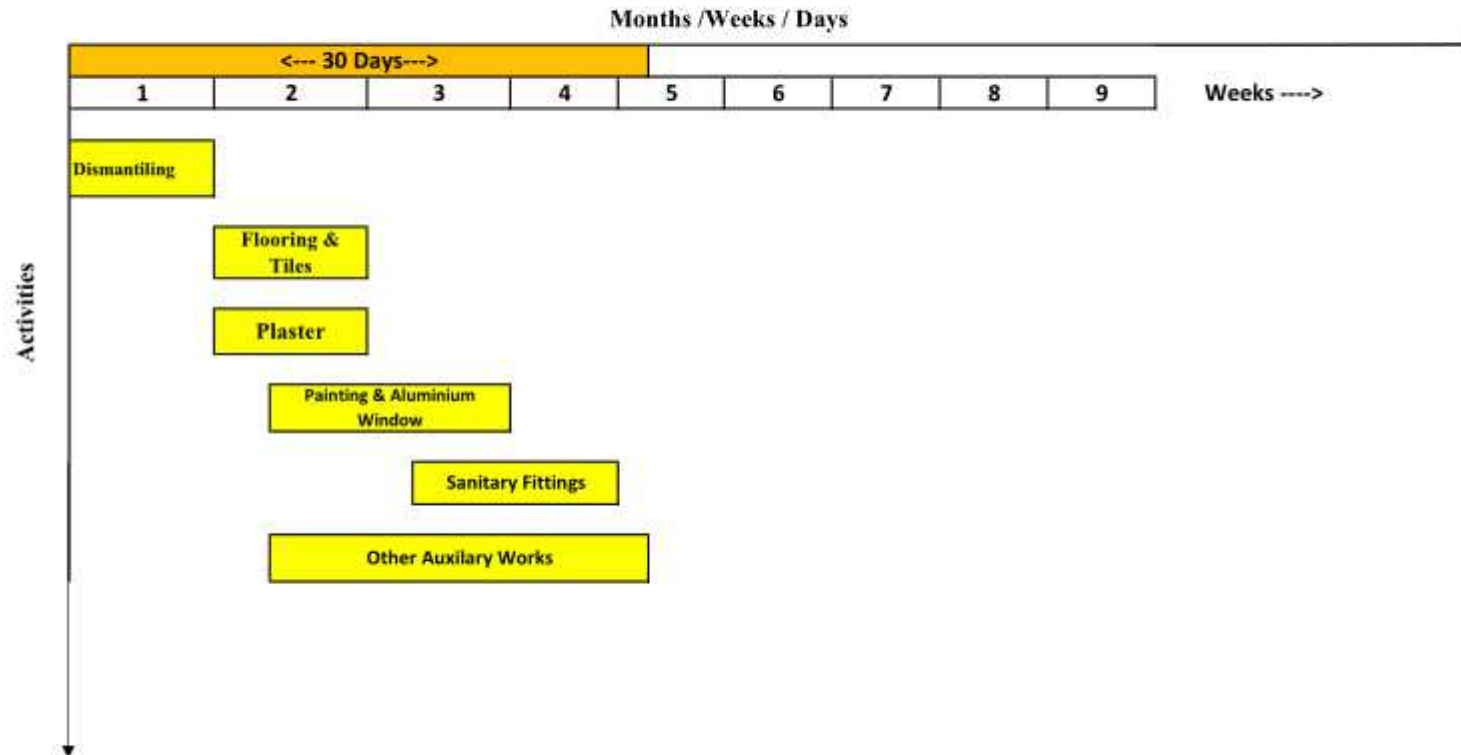 Months /Weeks / Days
<--- 30 Days--->
1 2 3 4 5 6 7 8 9 Weeks ---->
Dismantiling
Flooring &
Tiles
Activities
Plaster
Painting & Aluminium
Window
Sanitary Fittings
Other Auxilary Works